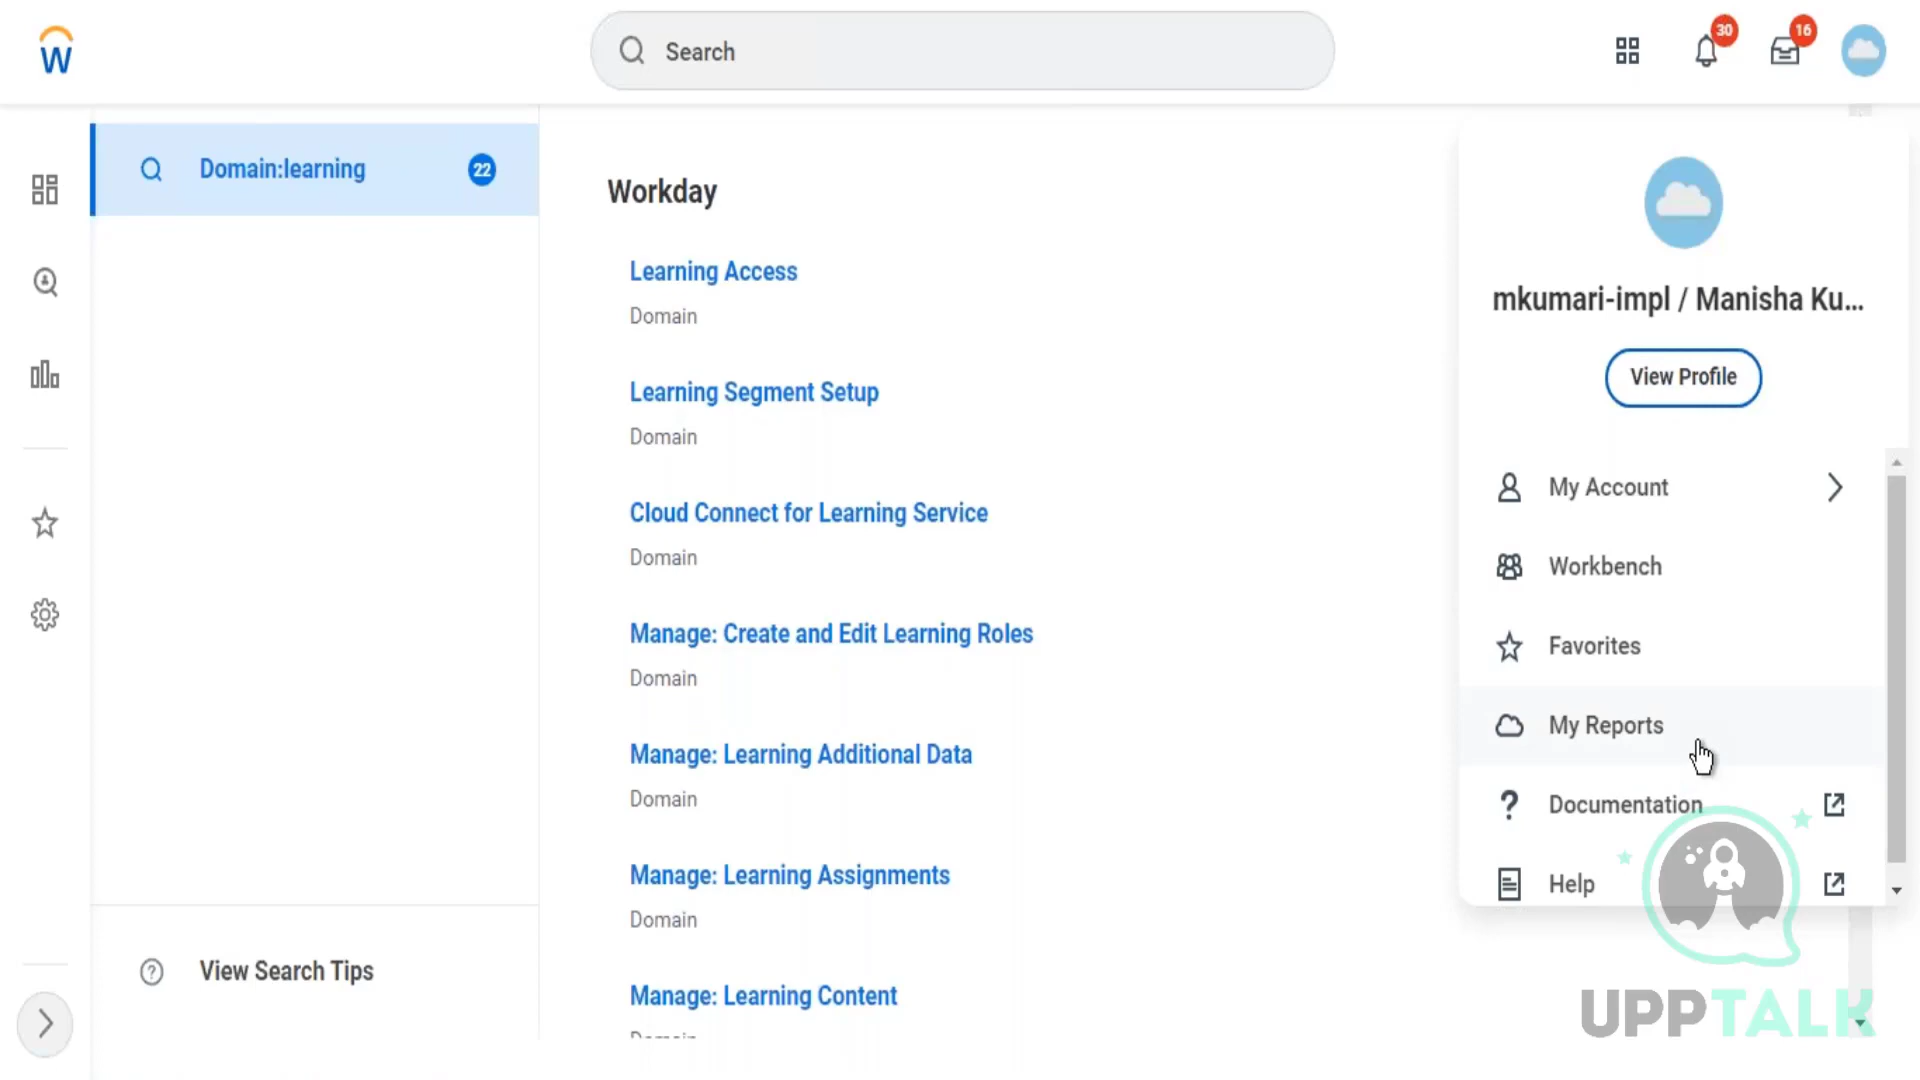 W
Search
30
16
Domain:learning
22
View Search Tips
Workday
Learning Access
Domain
Learning Segment Setup
Domain
Cloud Connect for Learning Service
Domain
Manage: Create and Edit Learning Roles
Domain
Manage: Learning Additional Data
Domain
Manage: Learning Assignments
Domain
Manage: Learning Content
mkumari-impl / Manisha Ku...
View Profile
My Account
Workbench
Favorites
My Reports
Documentation
Help
UPPTALK